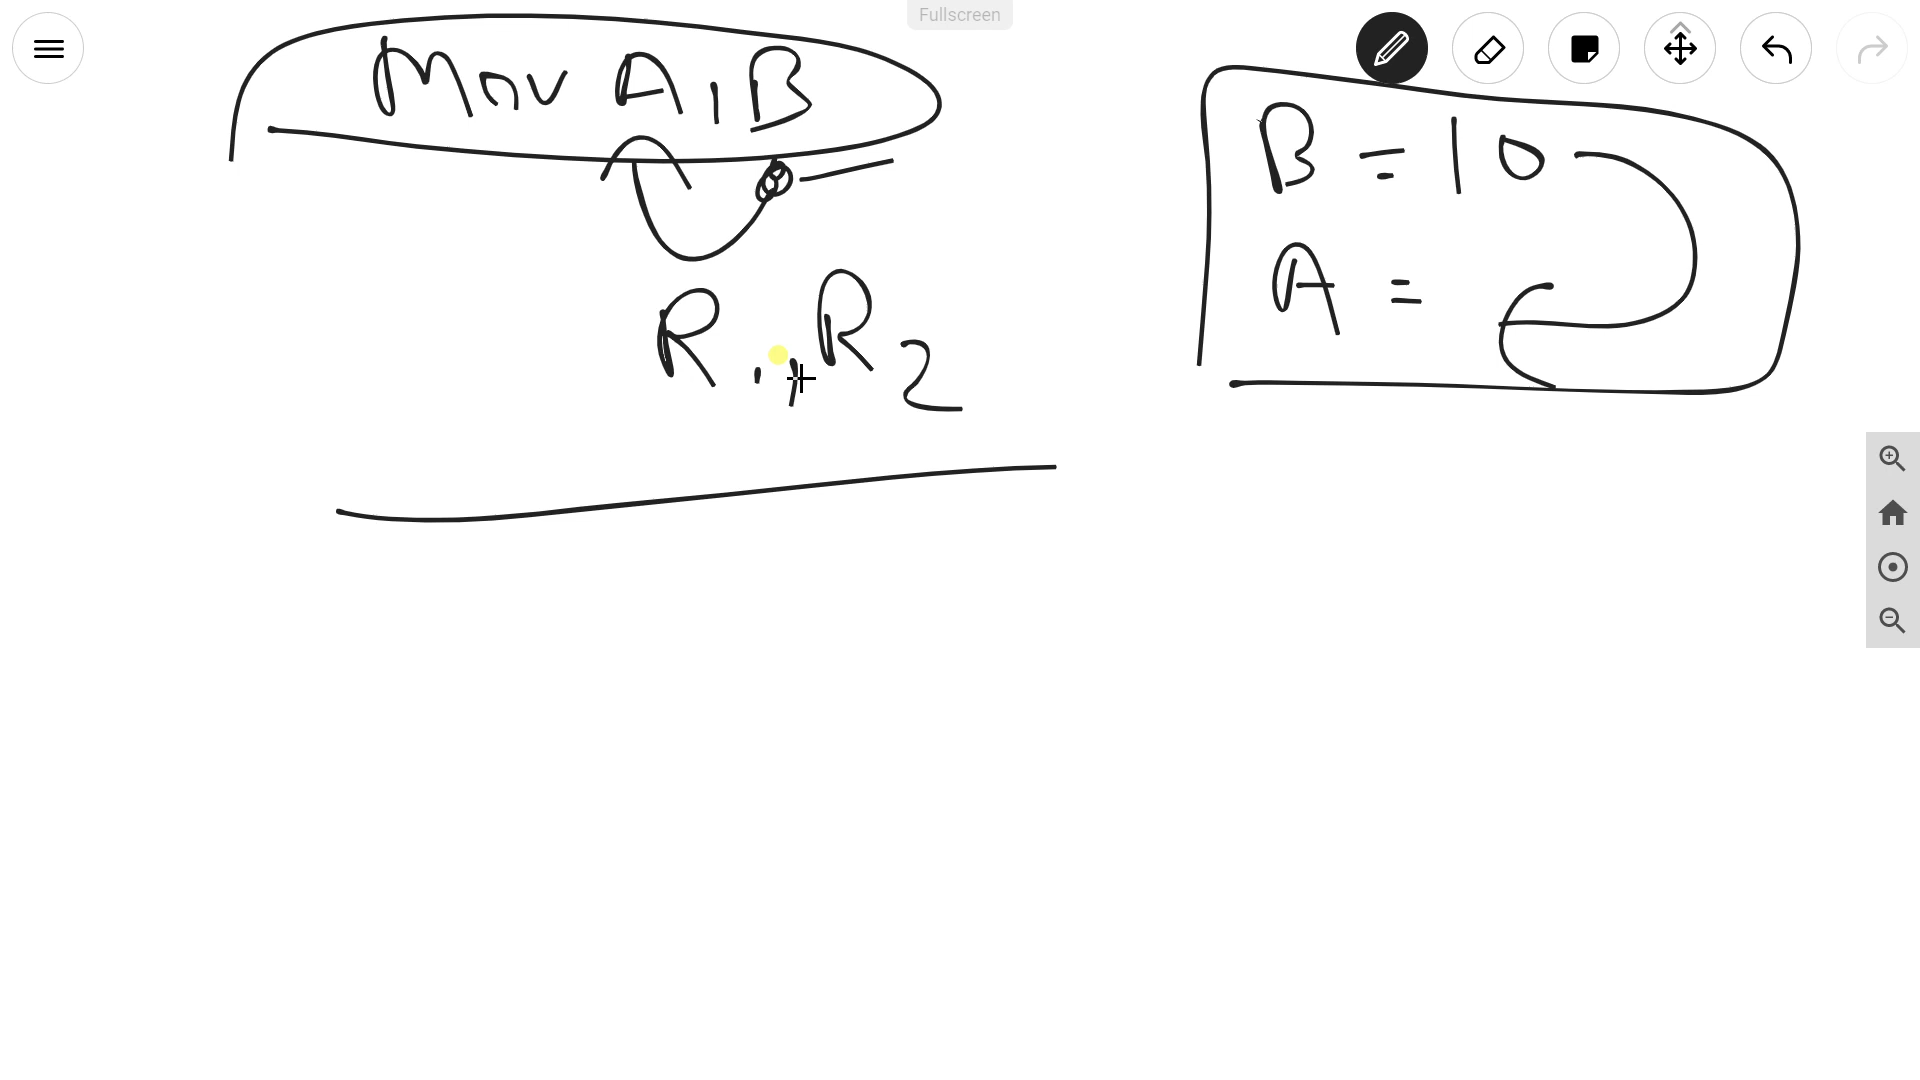 Fullscreen
Mov A,B
R1,R2
B = 10
A =